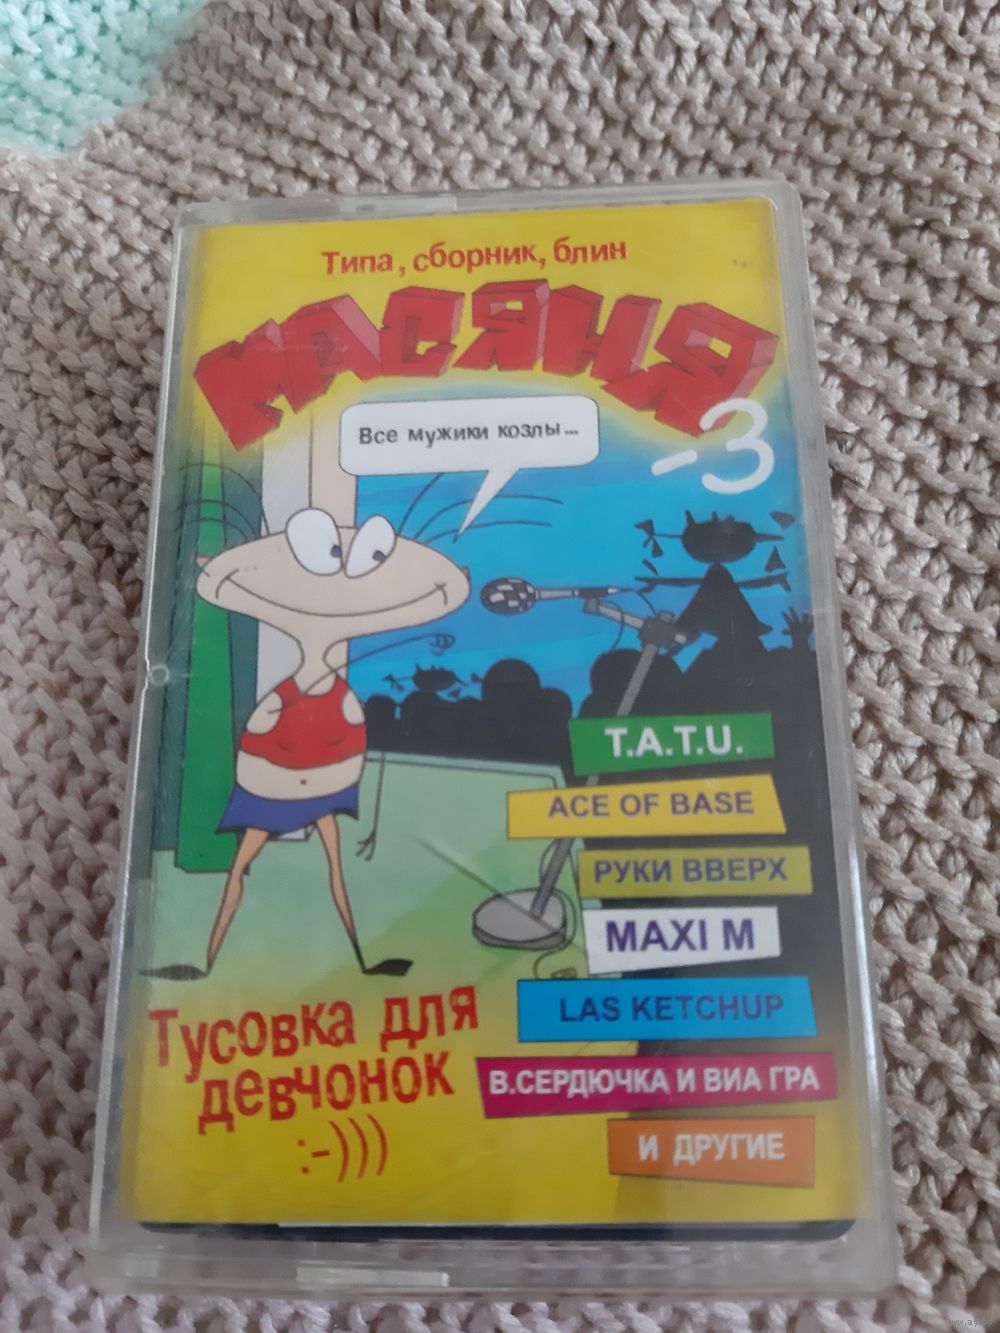 Типа, сборник, блин
МАСЯНЯ
-3
Все мужики козлы...
T.A.T.U.
ACE OF BASE
РУКИ ВВЕРХ
MAXI M
LAS KETCHUP
В.СЕРДЮЧКА И ВИА ГРА
И ДРУГИЕ
Тусовка для
девчонок
:-)))